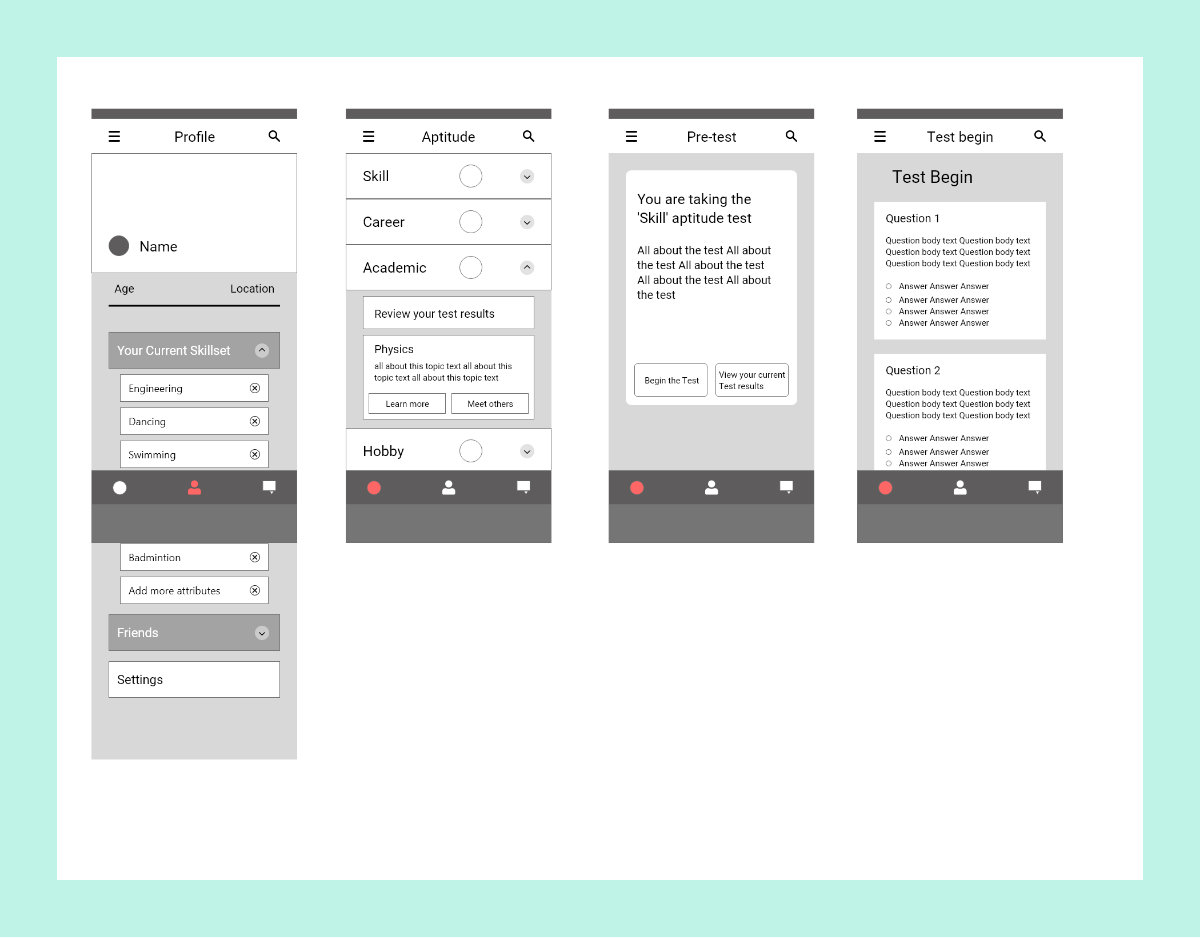 Profile
Name
Age
Location
Your Current Skillset
Engineering
Dancing
Swimming
Badmintion
Add more attributes
Friends
Settings
Aptitude
Skill
Career
Academic
Review your test results
Physics
all about this topic text all about this
topic text all about this topic text
Learn more
Meet others
Hobby
Pre-test
You are taking the
'Skill' aptitude test
All about the test All about
the test All about the test
All about the test All about
the test
Begin the Test
View your current
Test results
Test begin
Test Begin
Question 1
Question body text Question body text
Question body text Question body text
Question body text Question body text
Answer Answer Answer
Answer Answer Answer
Answer Answer Answer
Answer Answer Answer
Question 2
Question body text Question body text
Question body text Question body text
Question body text Question body text
Answer Answer Answer
Answer Answer Answer
Answer Answer Answer